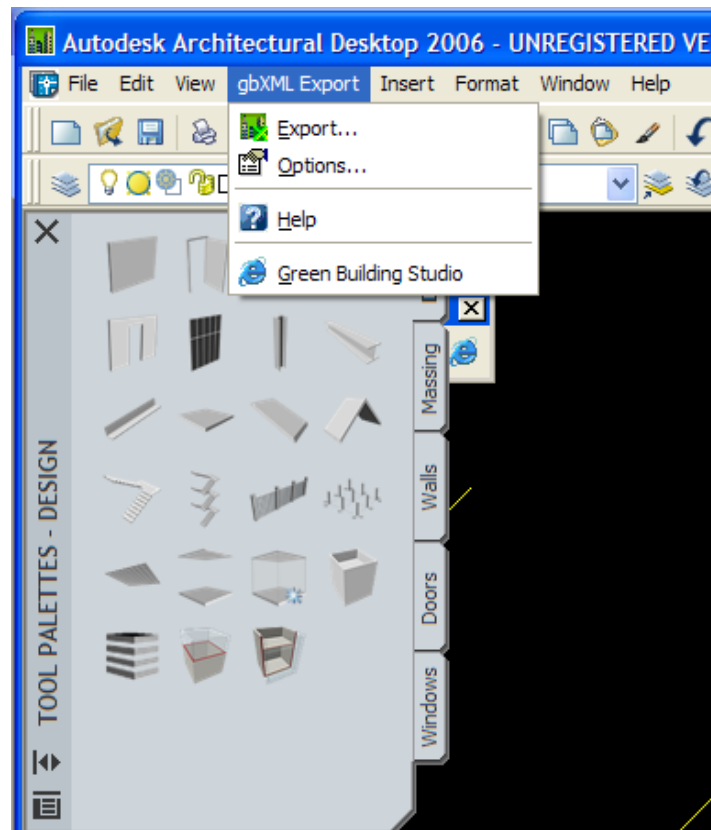 Autodesk Architectural Desktop 2006 - UNREGISTERED VE
File Edit View gbXML Export Insert Format Window Help
Export...
Options...
Help
Green Building Studio
Massing
Walls
Doors
Windows
TOOL PALETTES - DESIGN